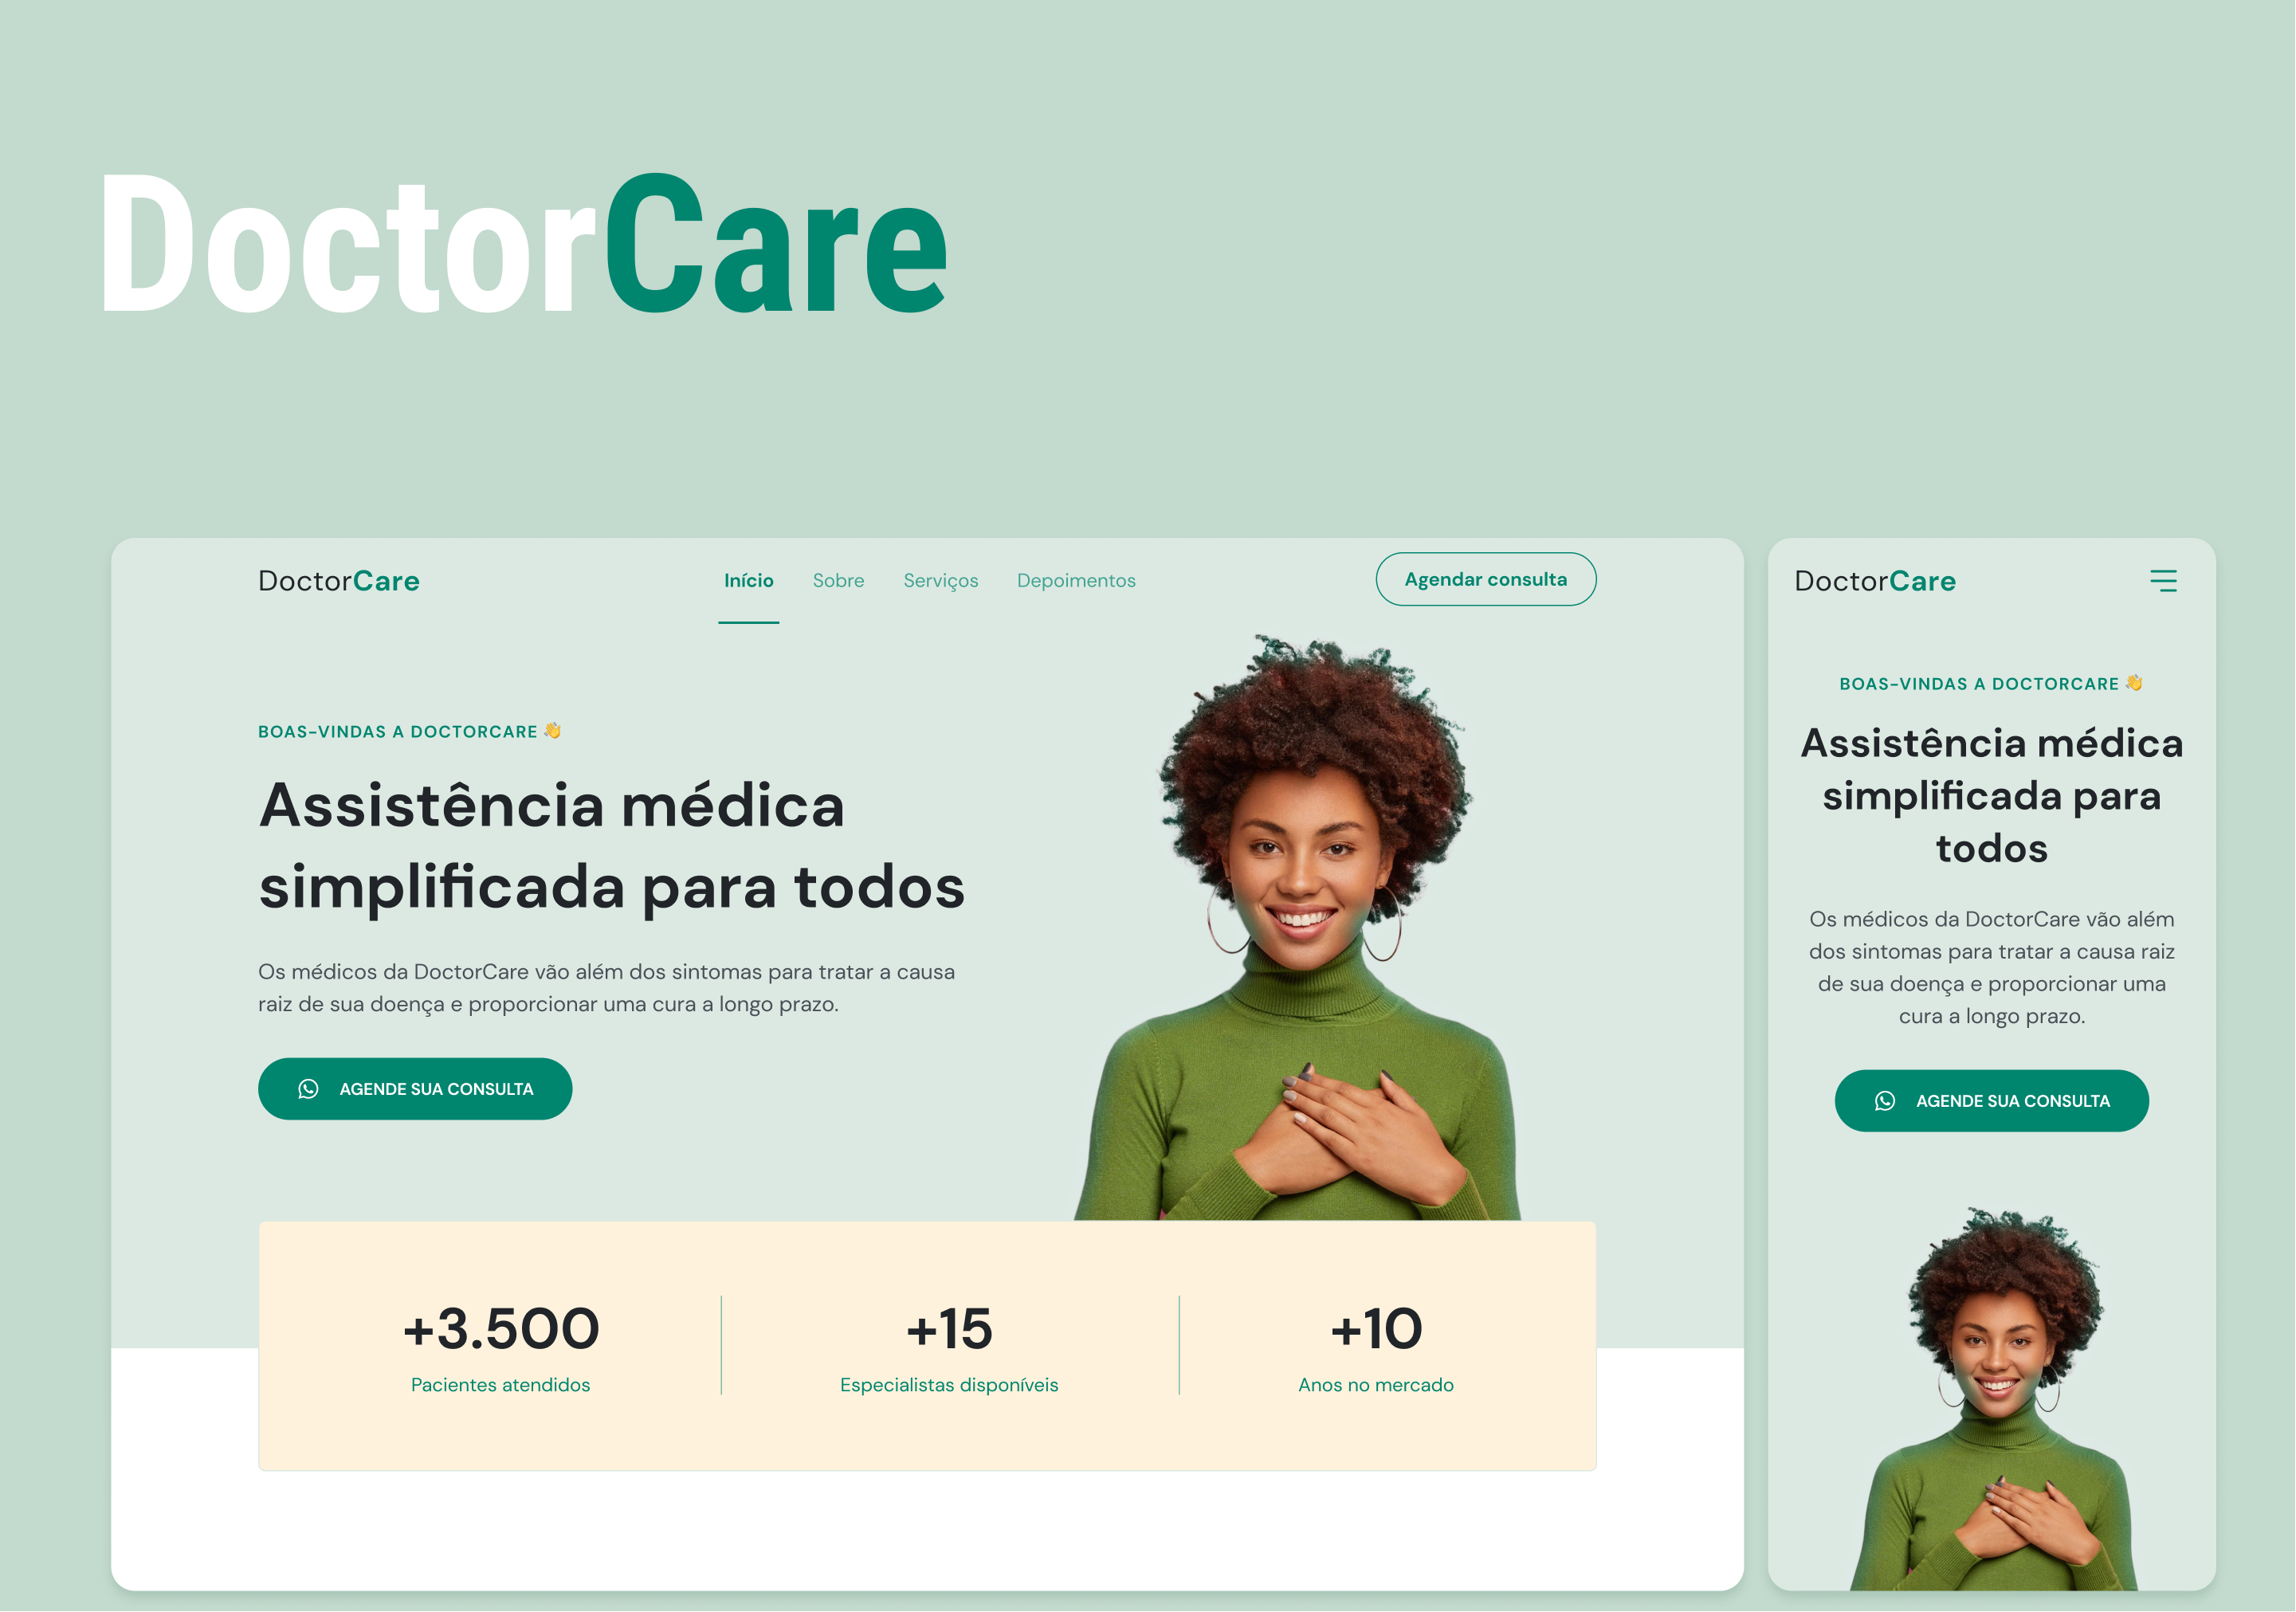 DoctorCare
DoctorCare
Início Sobre Serviços Depoimentos
Agendar consulta
BOAS-VINDAS A DOCTORCARE 👋
Assistência médica
simplificada para todos
Os médicos da DoctorCare vão além dos sintomas para tratar a causa
raiz de sua doença e proporcionar uma cura a longo prazo.
AGENDE SUA CONSULTA
+3.500
Pacientes atendidos
+15
Especialistas disponíveis
+10
Anos no mercado
DoctorCare
BOAS-VINDAS A DOCTORCARE 👋
Assistência médica
simplificada para
todos
Os médicos da DoctorCare vão além
dos sintomas para tratar a causa raiz
de sua doença e proporcionar uma
cura a longo prazo.
AGENDE SUA CONSULTA